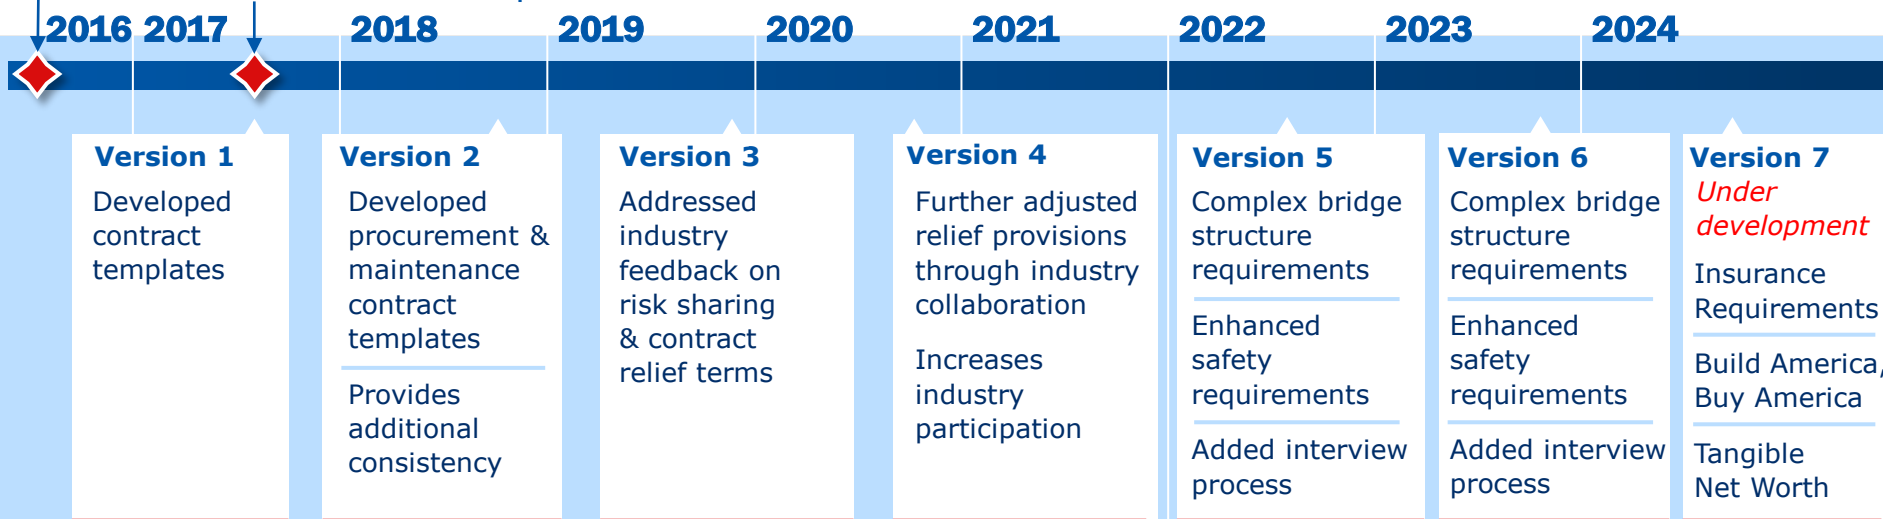 2016 2017 2018 2019 2020 2021 2022 2023 2024
Version 1
Developed
contract
templates
Version 2
Developed
procurement &
maintenance
contract
templates
Provides
additional
consistency
Version 3
Addressed
industry
feedback on
risk sharing
& contract
relief terms
Version 4
Further adjusted
relief provisions
through industry
collaboration
Increases
industry
participation
Version 5
Complex bridge
structure
requirements
Enhanced
safety
requirements
Added interview
process
Version 6
Complex bridge
structure
requirements
Enhanced
safety
requirements
Added interview
process
Version 7
Under
development
Insurance
Requirements
Build America,
Buy America
Tangible
Net Worth